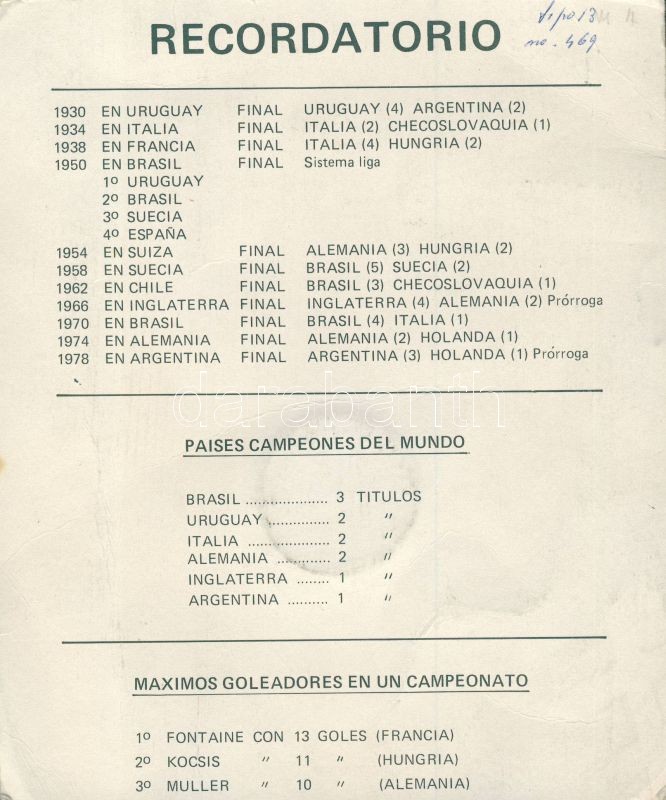 tipo 13
no. 469
RECORDATORIO
1930 EN URUGUAY FINAL URUGUAY (4) ARGENTINA (2)
1934 EN ITALIA FINAL ITALIA (2) CHECOSLOVAQUIA (1)
1938 EN FRANCIA FINAL ITALIA (4) HUNGRIA (2)
1950 EN BRASIL FINAL Sistema liga
1º URUGUAY
2º BRASIL
3º SUECIA
4º ESPAÑA
1954 EN SUIZA FINAL ALEMANIA (3) HUNGRIA (2)
1958 EN SUECIA FINAL BRASIL (5) SUECIA (2)
1962 EN CHILE FINAL BRASIL (3) CHECOSLOVAQUIA (1)
1966 EN INGLATERRA FINAL INGLATERRA (4) ALEMANIA (2) Prórroga
1970 EN BRASIL FINAL BRASIL (4) ITALIA (1)
1974 EN ALEMANIA FINAL ALEMANIA (2) HOLANDA (1)
1978 EN ARGENTINA FINAL ARGENTINA (3) HOLANDA (1) Prórroga
darabanth
PAISES CAMPEONES DEL MUNDO
BRASIL .................... 3 TITULOS
URUGUAY ............... 2 "
ITALIA .................... 2 "
ALEMANIA ............. 2 "
INGLATERRA ........ 1 "
ARGENTINA .......... 1 "
MAXIMOS GOLEADORES EN UN CAMPEONATO
1º FONTAINE CON 13 GOLES (FRANCIA)
2º KOCSIS " 11 " (HUNGRIA)
3º MULLER " 10 " (ALEMANIA)